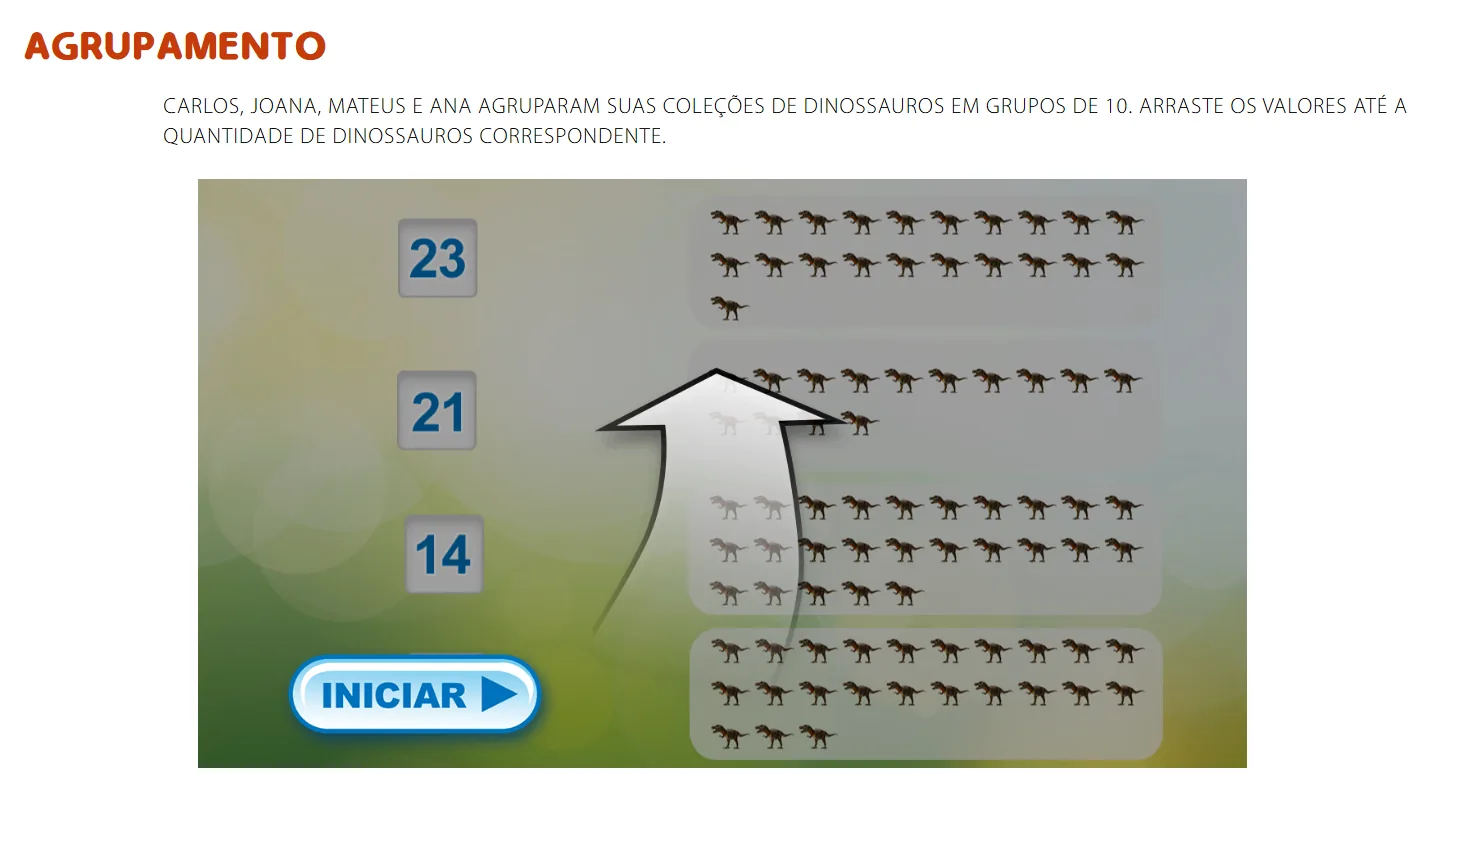 AGRUPAMENTO
CARLOS, JOANA, MATEUS E ANA AGRUPARAM SUAS COLEÇÕES DE DINOSSAUROS EM GRUPOS DE 10. ARRASTE OS VALORES ATÉ A
QUANTIDADE DE DINOSSAUROS CORRESPONDENTE.
23
21
14
INICIAR